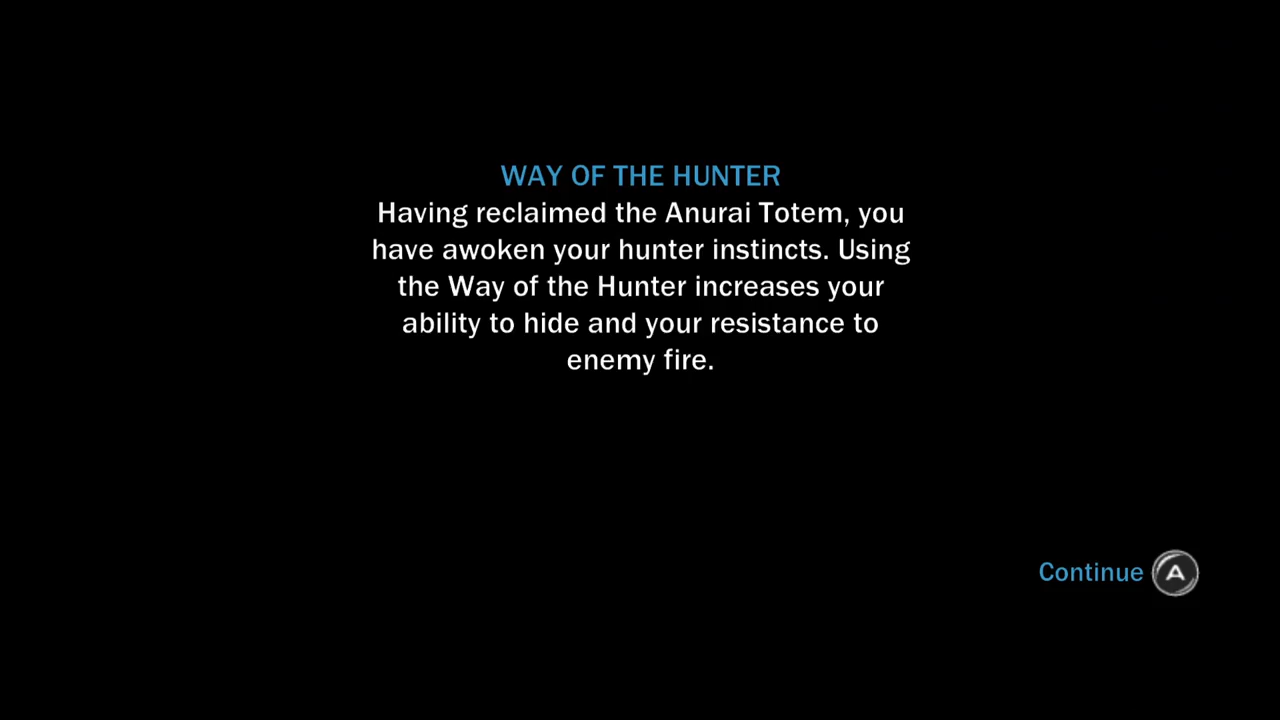 WAY OF THE HUNTER
Having reclaimed the Anurai Totem, you
have awoken your hunter instincts. Using
the Way of the Hunter increases your
ability to hide and your resistance to
enemy fire.
Continue A